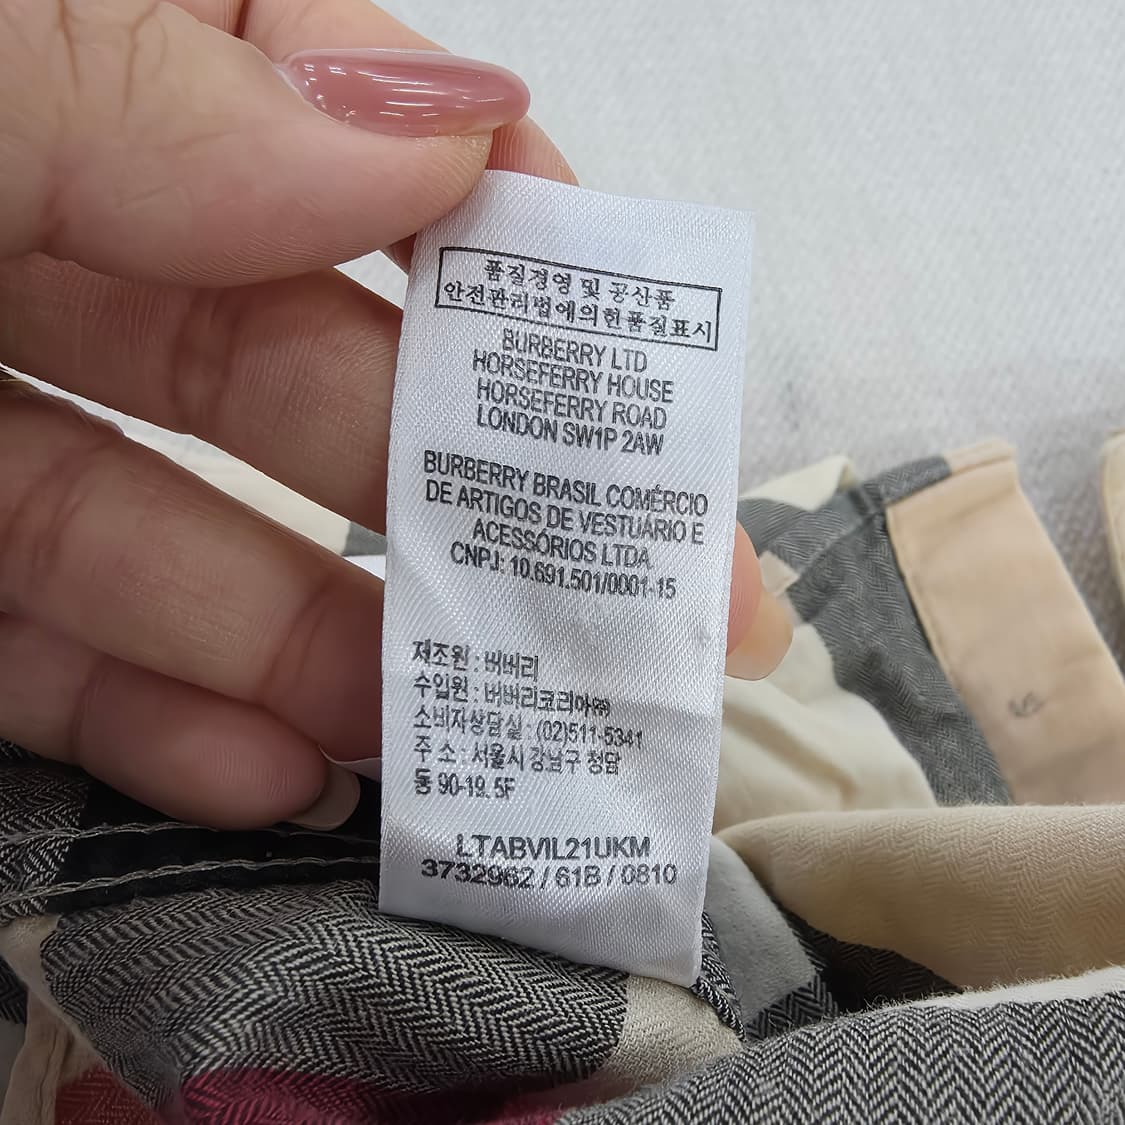 품질경영 및 공산품
안전관리법에의한품질표시
BURBERRY LTD
HORSEFERRY HOUSE
HORSEFERRY ROAD
LONDON SW1P 2AW
BURBERRY BRASIL COMÉRCIO
DE ARTIGOS DE VESTUÁRIO E
ACESSÓRIOS LTDA.
CNPJ: 10.691.501/0001-15
제조원 : 버버리
수입원 : 버버리코리아㈜
소비자상담실 : (02)511-5341
주 소 : 서울시 강남구 청담
동 90-19. 5F
LTABVIL21UKM
3732962 / 61B / 0810